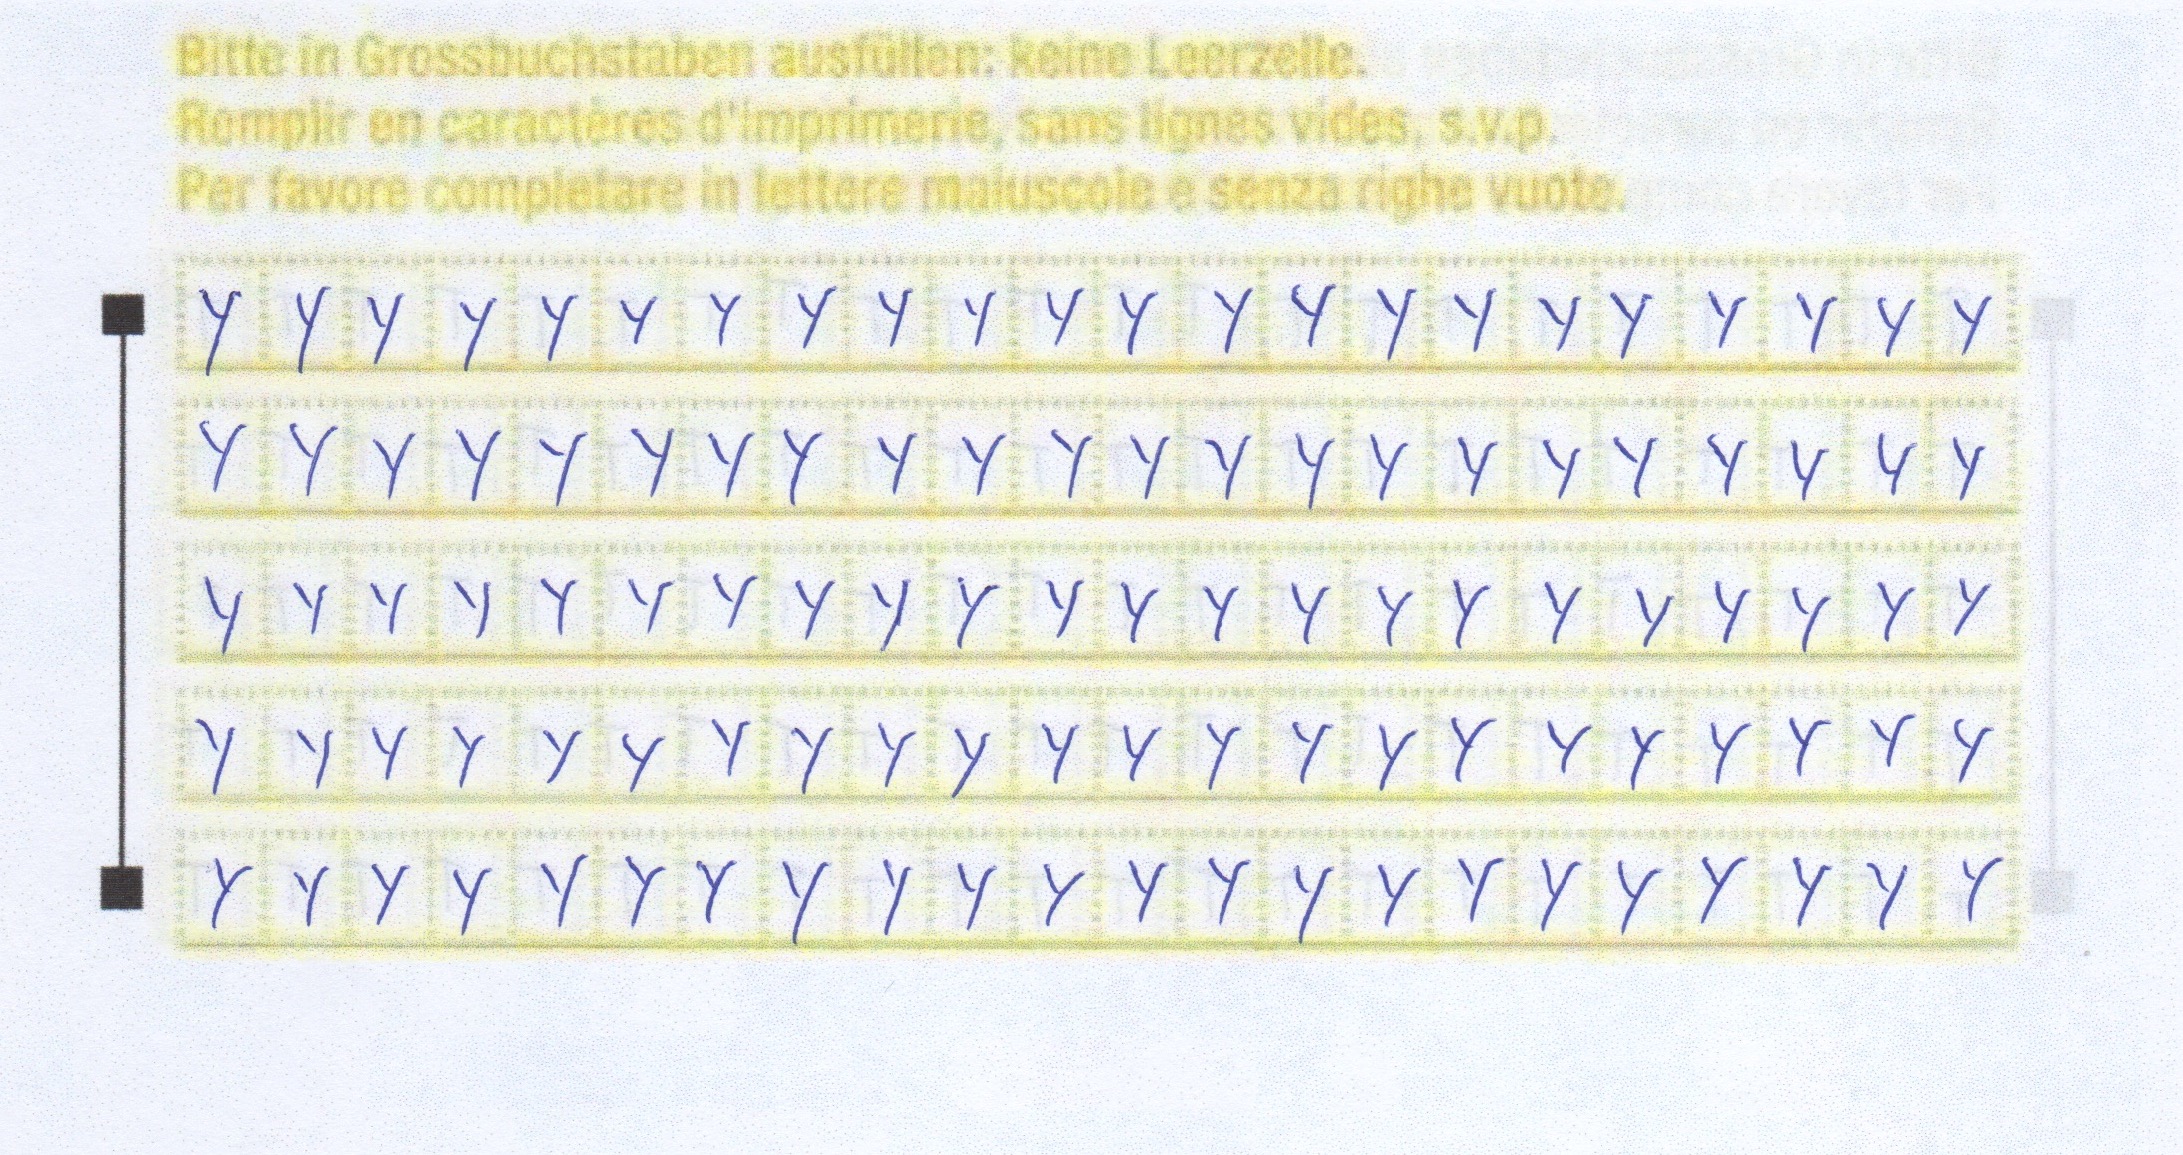 Bitte in Grossbuchstaben ausfüllen: keine Leerzelle.
Remplir en caractères d'imprimerie, sans lignes vides, s.v.p.
Per favore completare in lettere maiuscole e senza righe vuote.
Y Y Y Y Y Y Y Y Y Y Y Y Y Y Y Y Y Y Y Y Y Y
Y Y Y Y Y Y Y Y Y Y Y Y Y Y Y Y Y Y Y Y Y Y
Y Y Y Y Y Y Y Y Y Y Y Y Y Y Y Y Y Y Y Y Y Y
Y Y Y Y Y Y Y Y Y Y Y Y Y Y Y Y Y Y Y Y Y Y
Y Y Y Y Y Y Y Y Y Y Y Y Y Y Y Y Y Y Y Y Y Y